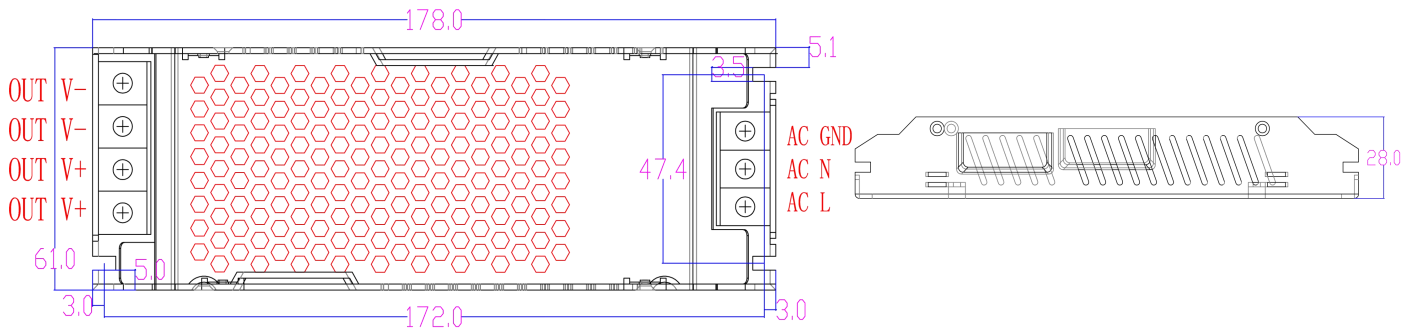 178.0
5.1
3.5
OUT V-
OUT V-
OUT V+
OUT V+
AC GND
AC N
AC L
47.4
28.0
61.0
5.0
3.0
172.0
3.0